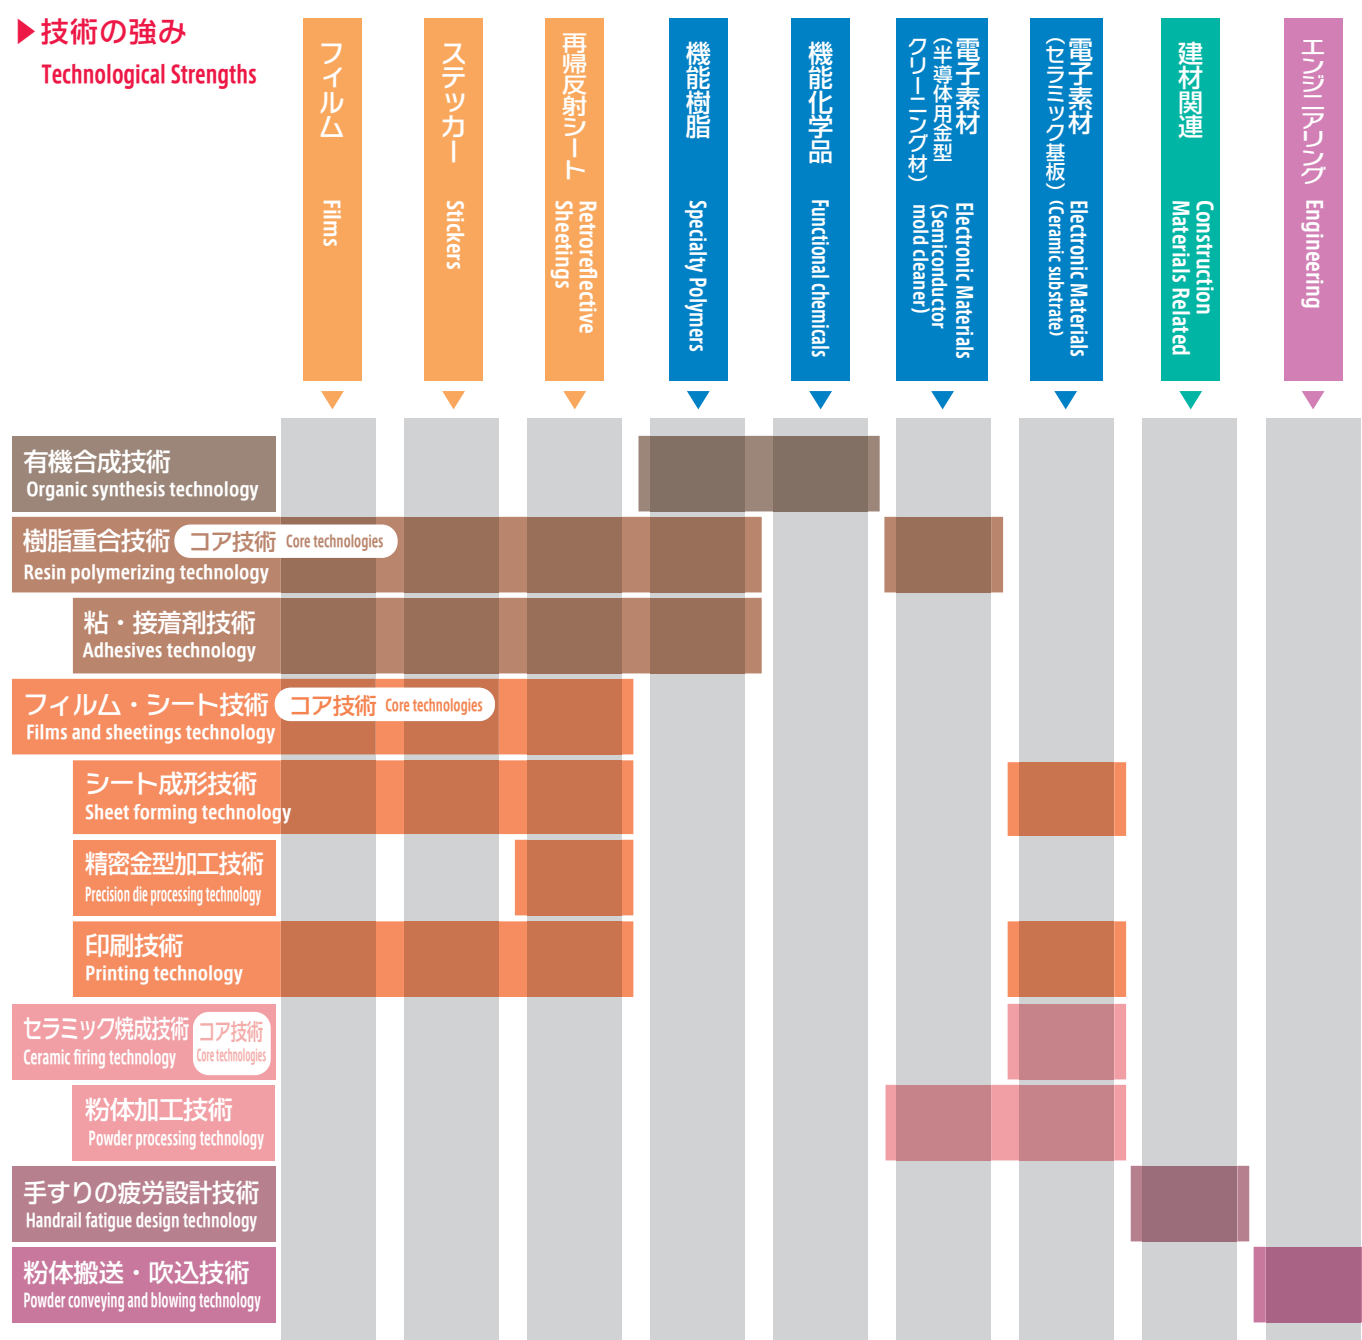 技術の強み
Technological Strengths
フィルム
Films
ステッカー
Stickers
再帰反射シート
Retroreflective
Sheetings
機能樹脂
Specialty Polymers
機能化学品
Functional chemicals
電子素材
（半導体用金型
クリーニング材）
Electronic Materials
(Semiconductor
mold cleaner)
電子素材
（セラミック基板）
Electronic Materials
(Ceramic substrate)
建材関連
Construction
Materials Related
エンジニアリング
Engineering
有機合成技術
Organic synthesis technology
樹脂重合技術 コア技術 Core technologies
Resin polymerizing technology
粘・接着剤技術
Adhesives technology
フィルム・シート技術 コア技術 Core technologies
Films and sheetings technology
シート成形技術
Sheet forming technology
精密金型加工技術
Precision die processing technology
印刷技術
Printing technology
セラミック焼成技術 コア技術
Ceramic firing technology Core technologies
粉体加工技術
Powder processing technology
手すりの疲労設計技術
Handrail fatigue design technology
粉体搬送・吹込技術
Powder conveying and blowing technology